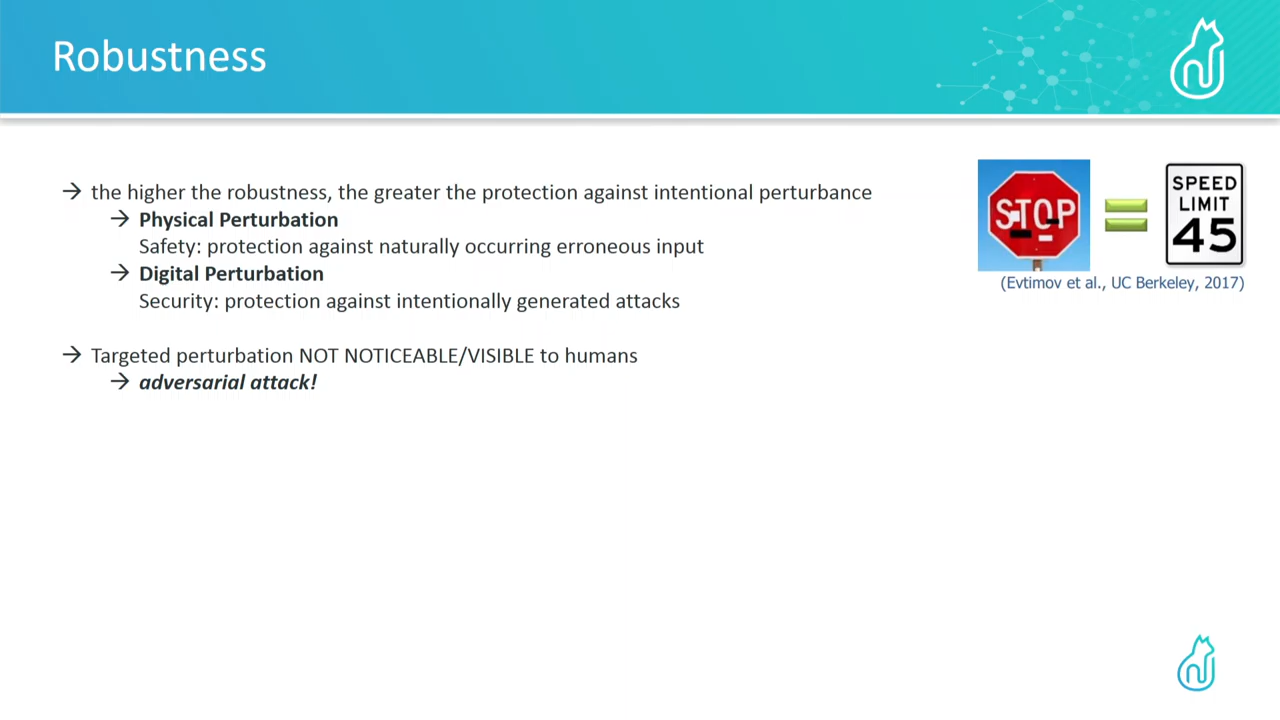 Robustness
→ the higher the robustness, the greater the protection against intentional perturbance
→ Physical Perturbation
Safety: protection against naturally occurring erroneous input
→ Digital Perturbation
Security: protection against intentionally generated attacks
→ Targeted perturbation NOT NOTICEABLE/VISIBLE to humans
→ adversarial attack!
STOP
SPEED
LIMIT
45
(Evtimov et al., UC Berkeley, 2017)